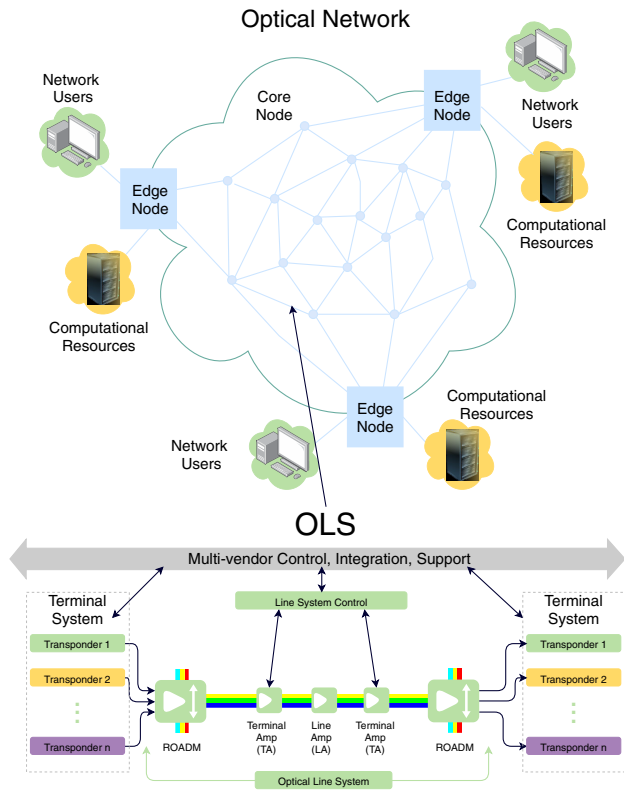 Optical Network
Network
Users
Core
Node
Edge
Node
Network
Users
Edge
Node
Computational
Resources
Computational
Resources
Edge
Node
Computational
Resources
Network
Users
OLS
Multi-vendor Control, Integration, Support
Terminal
System
Line System Control
Terminal
System
Transponder 1
Transponder 1
Transponder 2
Transponder 2
Transponder n
Transponder n
ROADM
Terminal
Amp
(TA)
Line
Amp
(LA)
Terminal
Amp
(TA)
ROADM
Optical Line System